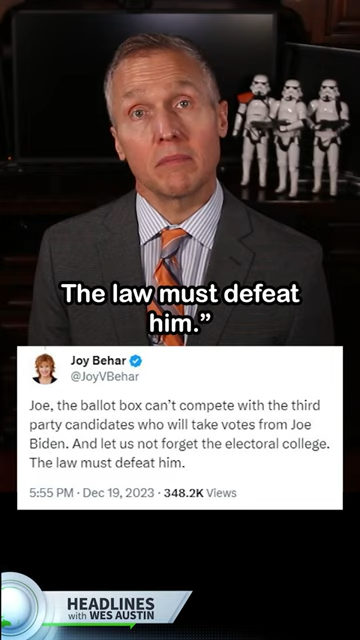 The law must defeat
him.”
Joy Behar
@JoyVBehar
Joe, the ballot box can’t compete with the third
party candidates who will take votes from Joe
Biden. And let us not forget the electoral college.
The law must defeat him.
5:55 PM · Dec 19, 2023 · 348.2K Views
HEADLINES
with WES AUSTIN